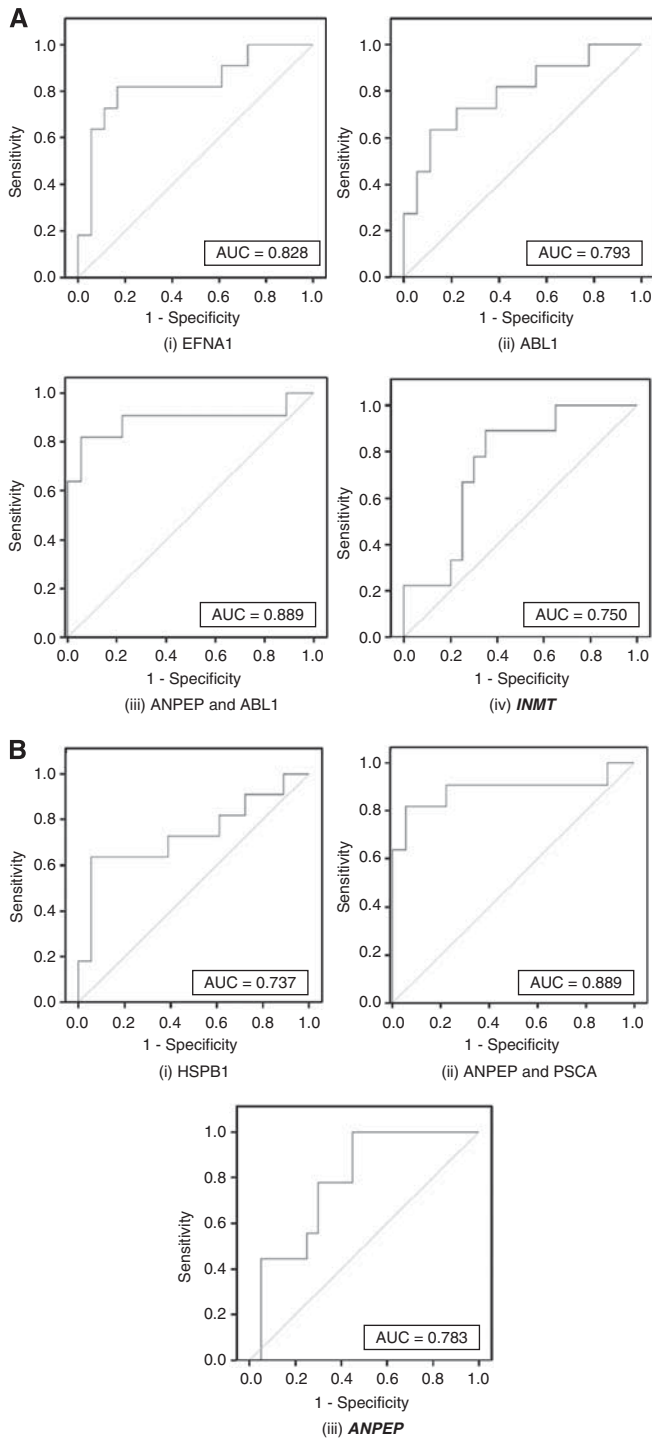 A
1.0
0.8
0.6
0.4
0.2
0.0
Sensitivity
AUC = 0.828
0.0 0.2 0.4 0.6 0.8 1.0
1 - Specificity
(i) EFNA1
1.0
0.8
0.6
0.4
0.2
0.0
Sensitivity
AUC = 0.793
0.0 0.2 0.4 0.6 0.8 1.0
1 - Specificity
(ii) ABL1
1.0
0.8
0.6
0.4
0.2
0.0
Sensitivity
AUC = 0.889
0.0 0.2 0.4 0.6 0.8 1.0
1 - Specificity
(iii) ANPEP and ABL1
1.0
0.8
0.6
0.4
0.2
0.0
Sensitivity
AUC = 0.750
0.0 0.2 0.4 0.6 0.8 1.0
1 - Specificity
(iv) INMT
B
1.0
0.8
0.6
0.4
0.2
0.0
Sensitivity
AUC = 0.737
0.0 0.2 0.4 0.6 0.8 1.0
1 - Specificity
(i) HSPB1
1.0
0.8
0.6
0.4
0.2
0.0
Sensitivity
AUC = 0.889
0.0 0.2 0.4 0.6 0.8 1.0
1 - Specificity
(ii) ANPEP and PSCA
1.0
0.8
0.6
0.4
0.2
0.0
Sensitivity
AUC = 0.783
0.0 0.2 0.4 0.6 0.8 1.0
1 - Specificity
(iii) ANPEP